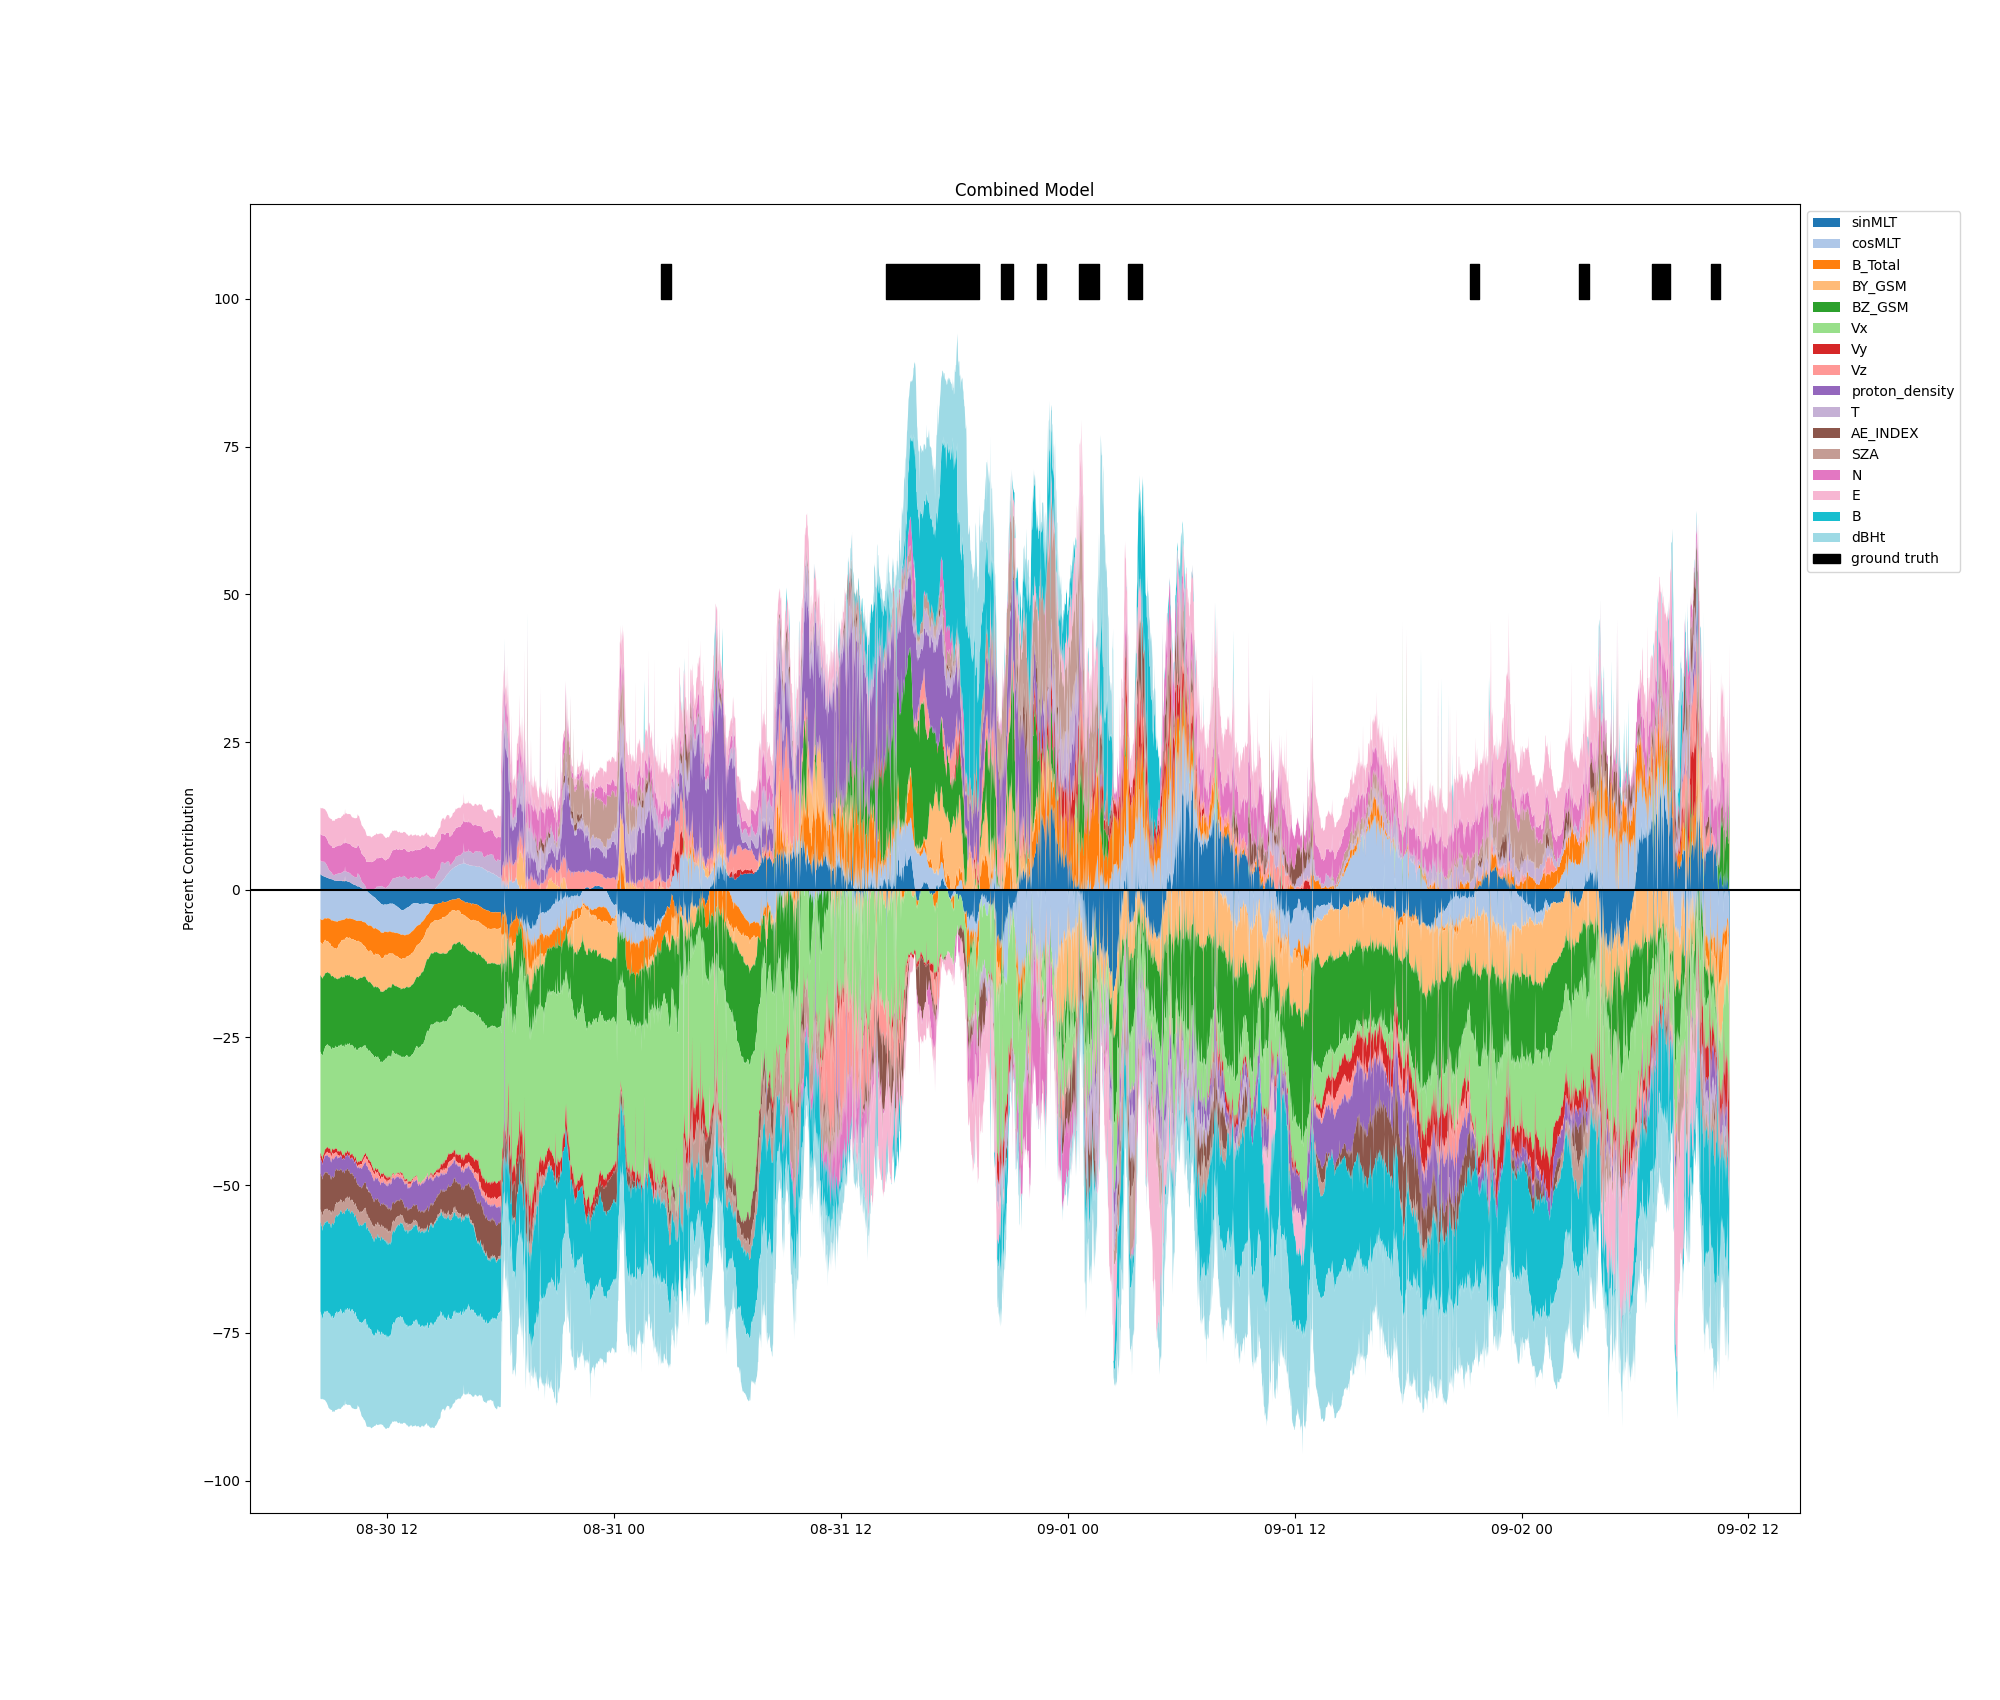 Combined Model
Percent Contribution
100
75
50
25
0
−25
−50
−75
−100
08-30 12
08-31 00
08-31 12
09-01 00
09-01 12
09-02 00
09-02 12
sinMLT
cosMLT
B_Total
BY_GSM
BZ_GSM
Vx
Vy
Vz
proton_density
T
AE_INDEX
SZA
N
E
B
dBHt
ground truth